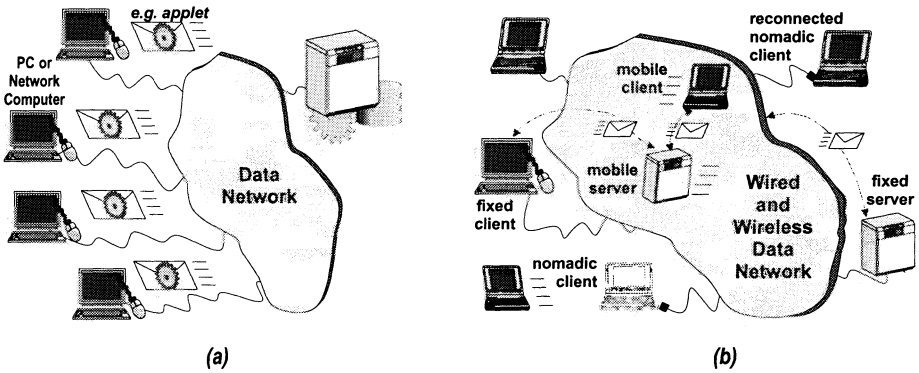 e.g. applet
PC or
Network
Computer
Data
Network
(a)
reconnected
nomadic
client
mobile
client
mobile
server
fixed
client
fixed
server
Wired
and
Wireless
Data
Network
nomadic
client
(b)